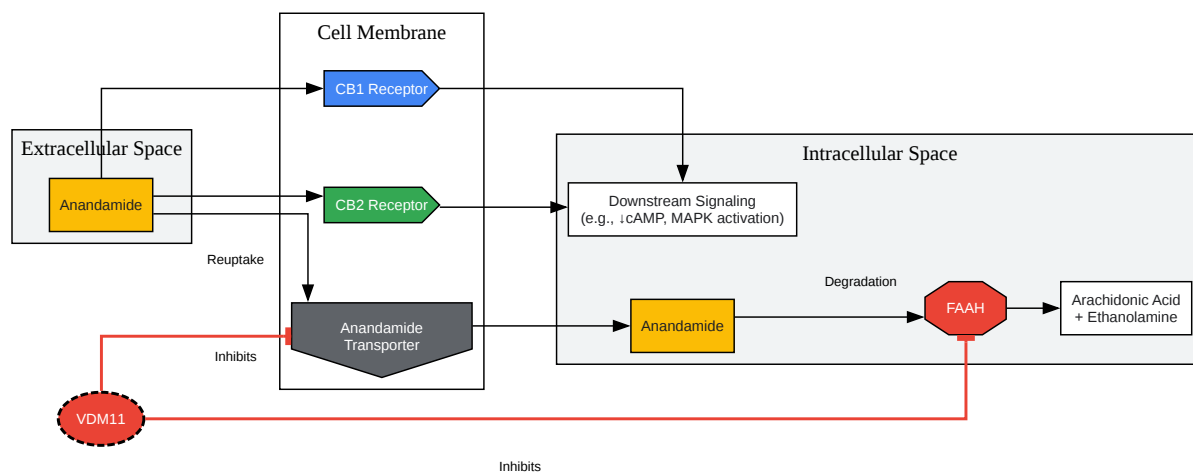 Cell Membrane
CB1 Receptor
Extracellular Space
Anandamide
CB2 Receptor
Reuptake
Anandamide
Transporter
Inhibits
VDM11
Intracellular Space
Downstream Signaling
(e.g., ↓cAMP, MAPK activation)
Degradation
Anandamide
FAAH
Arachidonic Acid
+ Ethanolamine
Inhibits